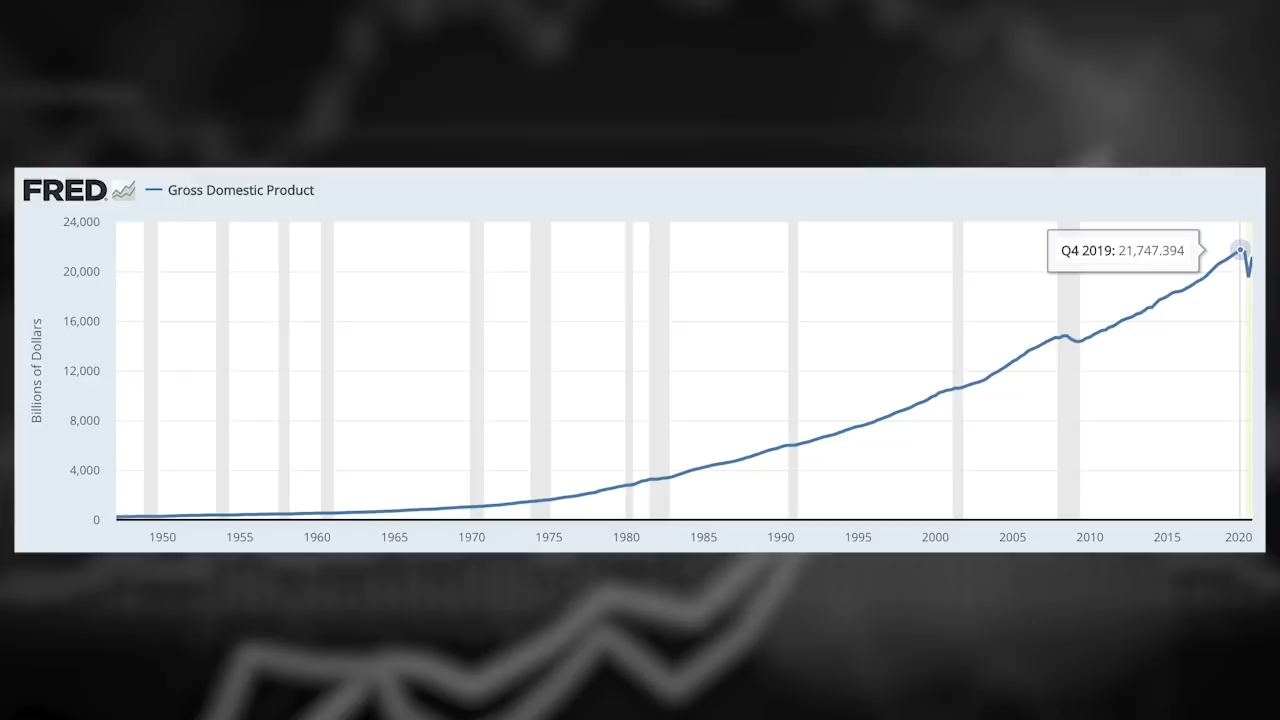 FRED
Gross Domestic Product
24,000
20,000
16,000
12,000
8,000
4,000
0
Billions of Dollars
Q4 2019: 21,747.394
1950 1955 1960 1965 1970 1975 1980 1985 1990 1995 2000 2005 2010 2015 2020